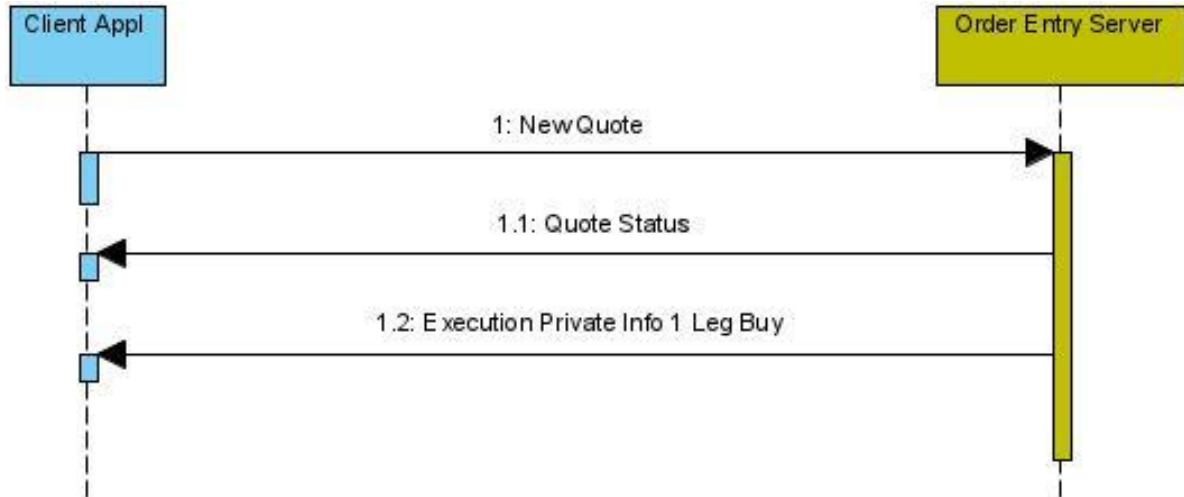 Client Appl
Order Entry Server
1: New Quote
1.1: Quote Status
1.2: Execution Private Info 1 Leg Buy